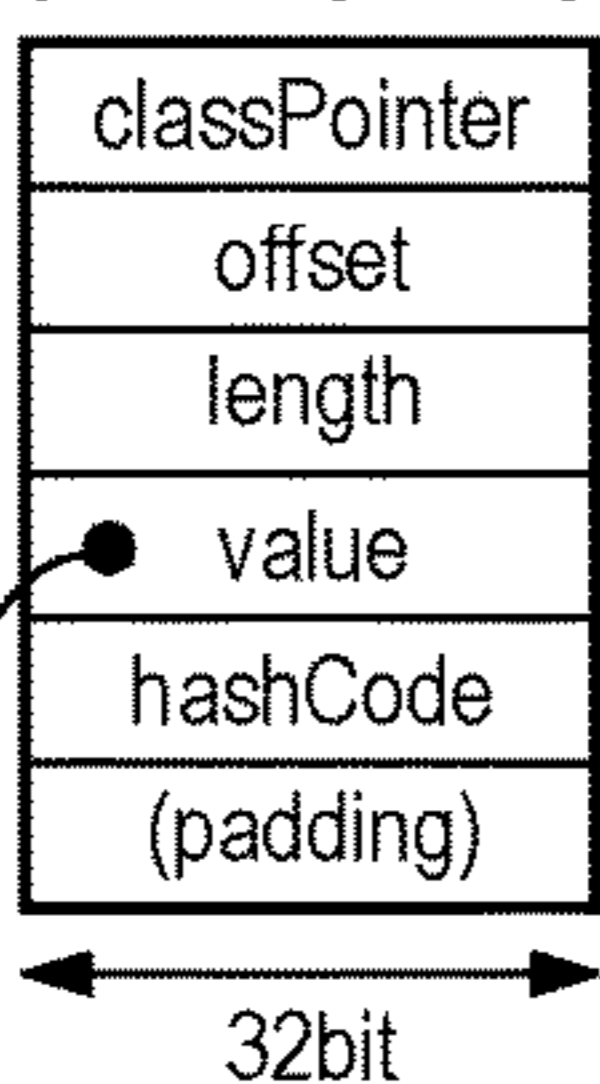 classPointer
offset
length
value
hashCode
(padding)
32bit